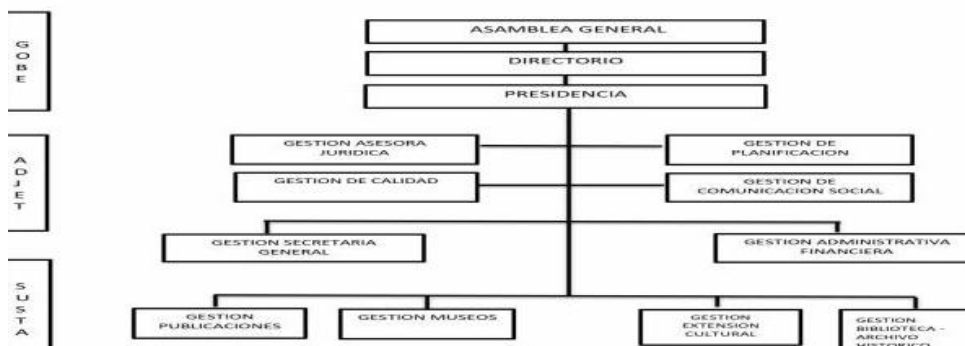 G
O
B
E
ASAMBLEA GENERAL
DIRECTORIO
PRESIDENCIA
A
D
J
E
T
GESTION ASESORA
JURIDICA
GESTION DE
PLANIFICACION
GESTION DE CALIDAD
GESTION DE
COMUNICACION SOCIAL
GESTION SECRETARIA
GENERAL
GESTION ADMINISTRATIVA
FINANCIERA
S
U
S
T
A
GESTION
PUBLICACIONES
GESTION MUSEOS
GESTION
EXTENSION
CULTURAL
GESTION
BIBLIOTECA -
ARCHIVO
HISTORICO